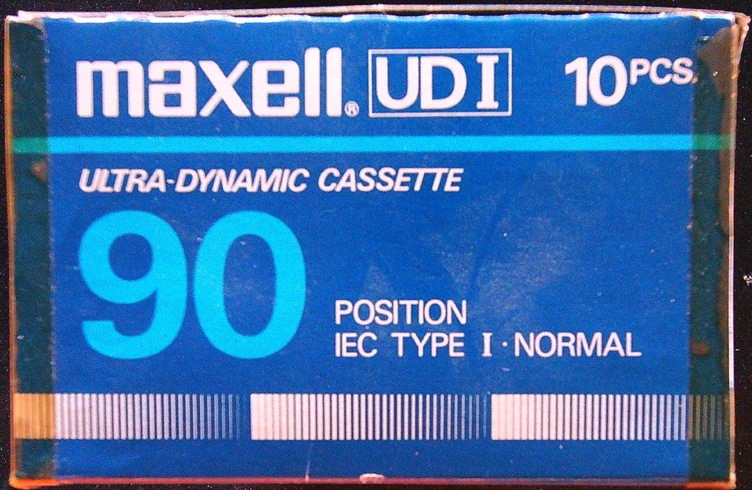 maxell® UD I 10 PCS.
ULTRA-DYNAMIC CASSETTE
90
POSITION
IEC TYPE I·NORMAL